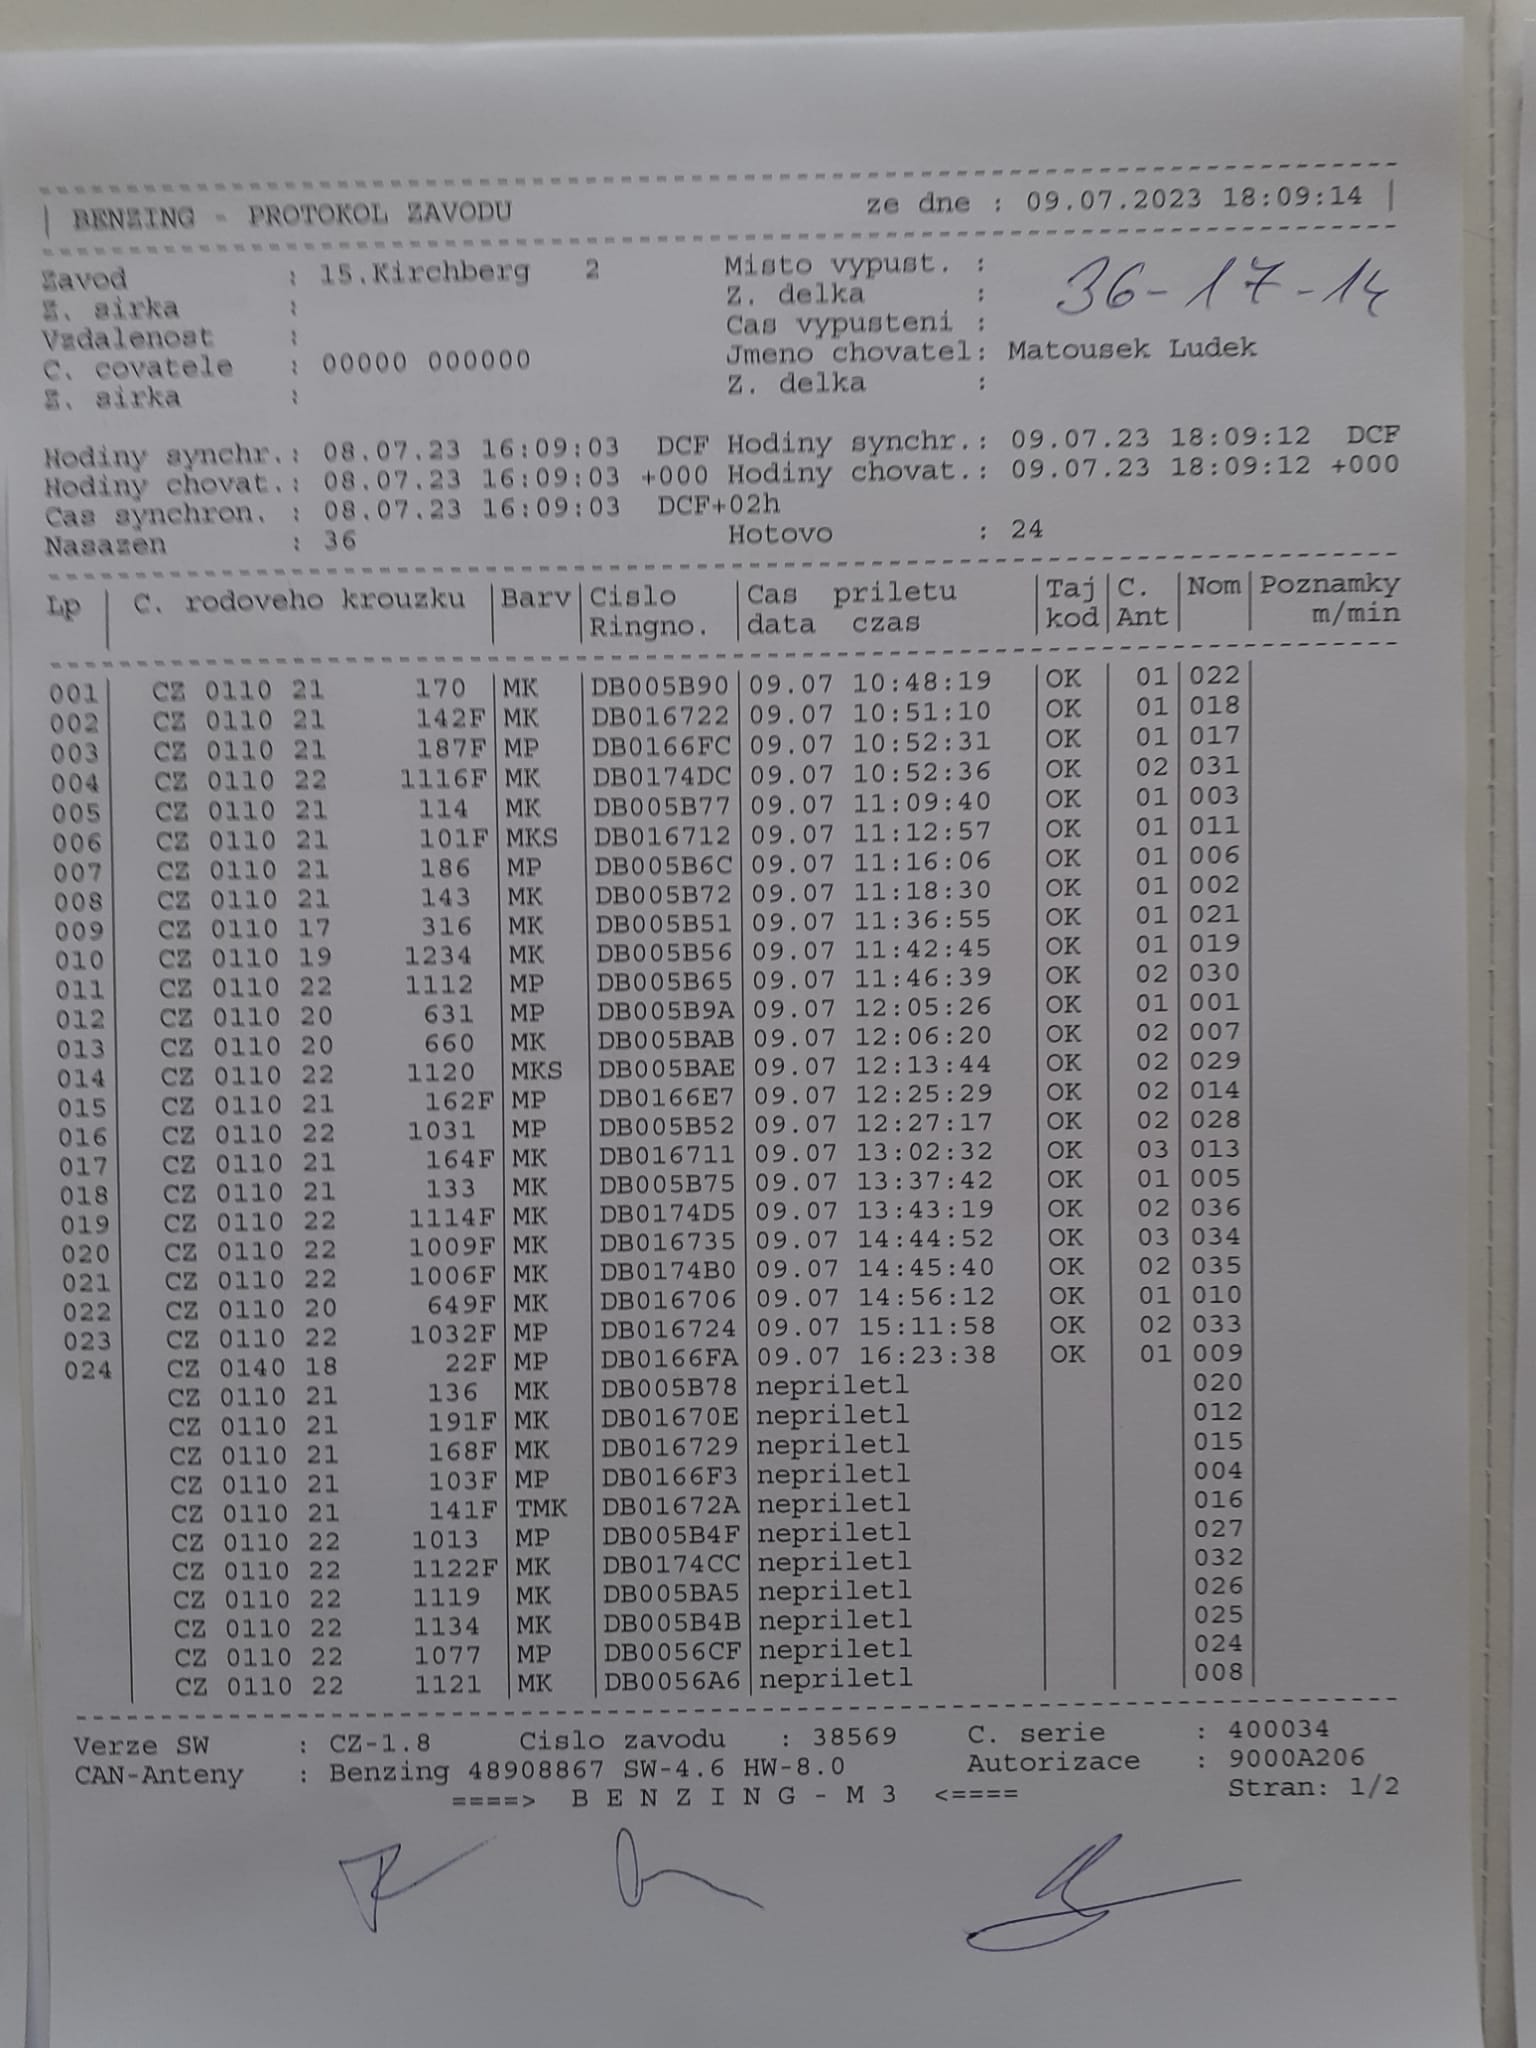 BENZING - PROTOKOL ZAVODU ze dne : 09.07.2023 18:09:14
Zavod : 15.Kirchberg 2 Misto vypust. :
Z. sirka : Z. delka : 36-17-14
Vzdalenost : Cas vypusteni :
C. covatele : 00000 000000 Jmeno chovatel: Matousek Ludek
Z. sirka : Z. delka :
Hodiny synchr.: 08.07.23 16:09:03 DCF Hodiny synchr.: 09.07.23 18:09:12 DCF
Hodiny chovat.: 08.07.23 16:09:03 +000 Hodiny chovat.: 09.07.23 18:09:12 +000
Cas synchron. : 08.07.23 16:09:03 DCF+02h
Nasazen : 36 Hotovo : 24
Lp | C. rodoveho krouzku | Barv | Cislo | Cas priletu | Taj | C. | Nom | Poznamky
Ringno. | data czas | kod | Ant | m/min
001 | CZ 0110 21 170 | MK | DB005B90 | 09.07 10:48:19 | OK | 01 | 022
002 | CZ 0110 21 142F | MK | DB016722 | 09.07 10:51:10 | OK | 01 | 018
003 | CZ 0110 21 187F | MP | DB0166FC | 09.07 10:52:31 | OK | 01 | 017
004 | CZ 0110 22 1116F | MK | DB0174DC | 09.07 10:52:36 | OK | 02 | 031
005 | CZ 0110 21 114 | MK | DB005B77 | 09.07 11:09:40 | OK | 01 | 003
006 | CZ 0110 21 101F | MKS | DB016712 | 09.07 11:12:57 | OK | 01 | 011
007 | CZ 0110 21 186 | MP | DB005B6C | 09.07 11:16:06 | OK | 01 | 006
008 | CZ 0110 21 143 | MK | DB005B72 | 09.07 11:18:30 | OK | 01 | 002
009 | CZ 0110 17 316 | MK | DB005B51 | 09.07 11:36:55 | OK | 01 | 021
010 | CZ 0110 19 1234 | MK | DB005B56 | 09.07 11:42:45 | OK | 01 | 019
011 | CZ 0110 22 1112 | MP | DB005B65 | 09.07 11:46:39 | OK | 02 | 030
012 | CZ 0110 20 631 | MP | DB005B9A | 09.07 12:05:26 | OK | 01 | 001
013 | CZ 0110 20 660 | MK | DB005BAB | 09.07 12:06:20 | OK | 02 | 007
014 | CZ 0110 22 1120 | MKS | DB005BAE | 09.07 12:13:44 | OK | 02 | 029
015 | CZ 0110 21 162F | MP | DB0166E7 | 09.07 12:25:29 | OK | 02 | 014
016 | CZ 0110 22 1031 | MP | DB005B52 | 09.07 12:27:17 | OK | 02 | 028
017 | CZ 0110 21 164F | MK | DB016711 | 09.07 13:02:32 | OK | 03 | 013
018 | CZ 0110 21 133 | MK | DB005B75 | 09.07 13:37:42 | OK | 01 | 005
019 | CZ 0110 22 1114F | MK | DB0174D5 | 09.07 13:43:19 | OK | 02 | 036
020 | CZ 0110 22 1009F | MK | DB016735 | 09.07 14:44:52 | OK | 03 | 034
021 | CZ 0110 22 1006F | MK | DB0174B0 | 09.07 14:45:40 | OK | 02 | 035
022 | CZ 0110 20 649F | MK | DB016706 | 09.07 14:56:12 | OK | 01 | 010
023 | CZ 0110 22 1032F | MP | DB016724 | 09.07 15:11:58 | OK | 02 | 033
024 | CZ 0140 18 22F | MP | DB0166FA | 09.07 16:23:38 | OK | 01 | 009
CZ 0110 21 136 | MK | DB005B78 | nepriletl | 020
CZ 0110 21 191F | MK | DB01670E | nepriletl | 012
CZ 0110 21 168F | MK | DB016729 | nepriletl | 015
CZ 0110 21 103F | MP | DB0166F3 | nepriletl | 004
CZ 0110 21 141F | TMK | DB01672A | nepriletl | 016
CZ 0110 22 1013 | MP | DB005B4F | nepriletl | 027
CZ 0110 22 1122F | MK | DB0174CC | nepriletl | 032
CZ 0110 22 1119 | MK | DB005BA5 | nepriletl | 026
CZ 0110 22 1134 | MK | DB005B4B | nepriletl | 025
CZ 0110 22 1077 | MP | DB0056CF | nepriletl | 024
CZ 0110 22 1121 | MK | DB0056A6 | nepriletl | 008
Verze SW : CZ-1.8 Cislo zavodu : 38569 C. serie : 400034
CAN-Anteny : Benzing 48908867 SW-4.6 HW-8.0 Autorizace : 9000A206
====> B E N Z I N G - M 3 <==== Stran: 1/2